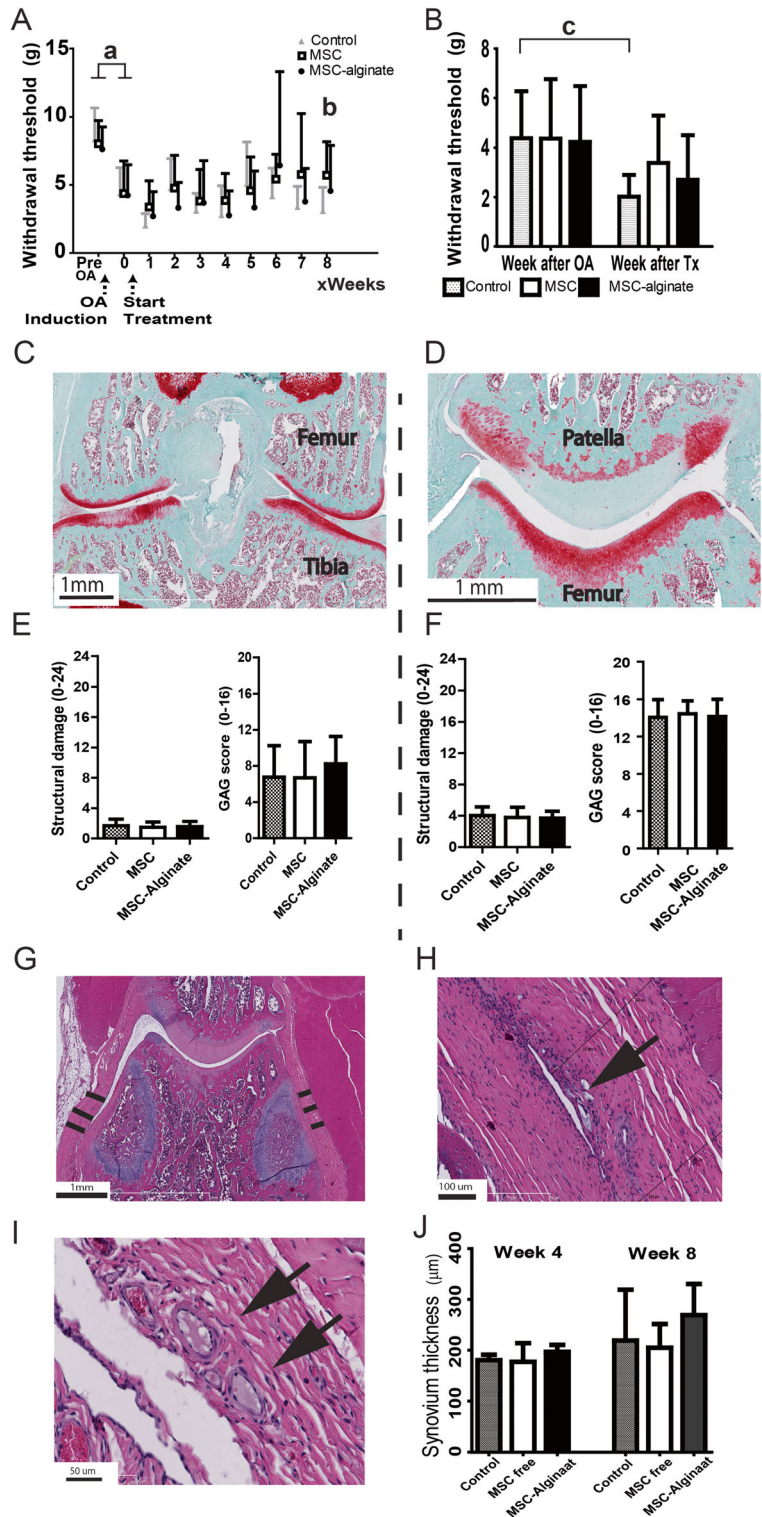 A
Withdrawal threshold (g)
15
10
5
0
a
b
Control
MSC
MSC-alginate
Pre 0 1 2 3 4 5 6 7 8
OA
xWeeks
OA Start
Induction Treatment
B
Withdrawal threshold (g)
8
6
4
2
0
c
Week after OA Week after Tx
Control MSC MSC-alginate
C
Femur
Tibia
1mm
D
Patella
Femur
1 mm
E
Structural damage (0-24)
24
20
16
12
8
4
0
Control
MSC
MSC-Alginate
GAG score (0-16)
20
16
12
8
4
0
Control
MSC
MSC-Alginate
F
Structural damage (0-24)
24
20
16
12
8
4
0
Control
MSC
MSC-Alginate
GAG score (0-16)
20
16
12
8
4
0
Control
MSC
MSC-Alginate
G
1mm
H
100 um
I
50 um
J
Synovium thickness (µm)
400
300
200
100
0
Week 4 Week 8
Control
MSC free
MSC-Alginaat
Control
MSC free
MSC-Alginaat